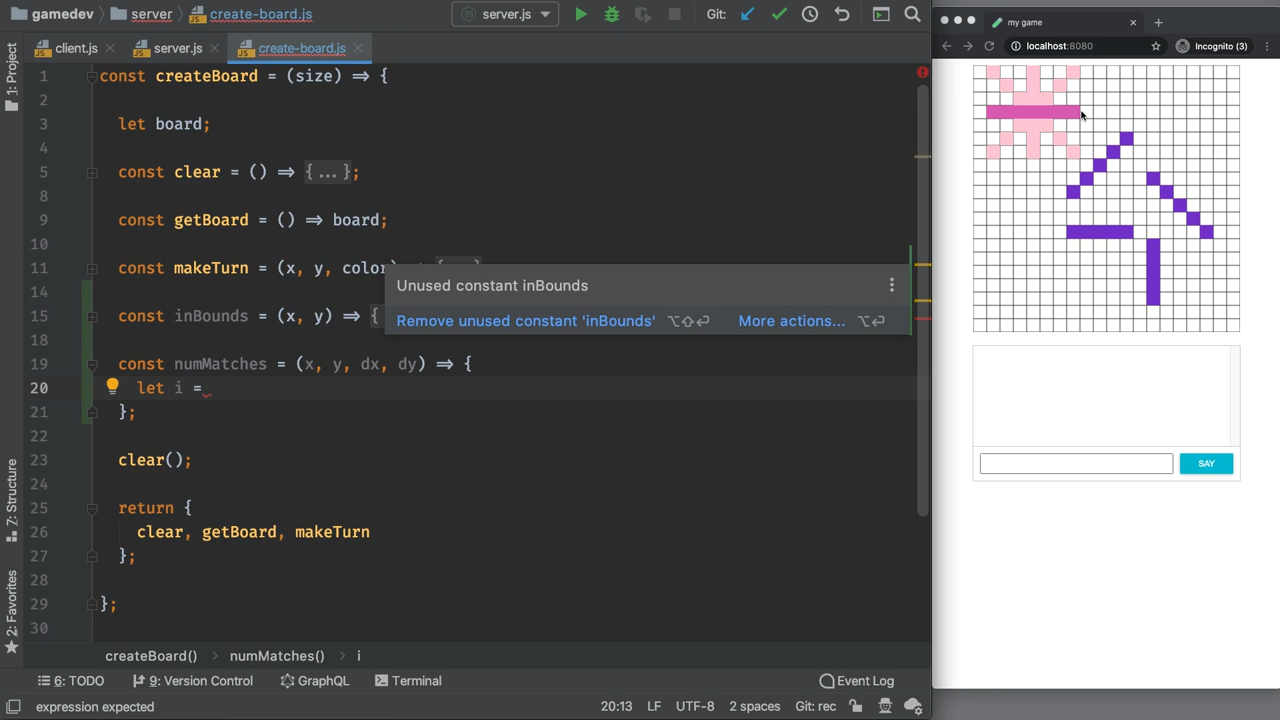 gamedev server create-board.js server.js Git:
client.js server.js create-board.js
my game
localhost:8080 Incognito (3)
1: Project
7: Structure
2: Favorites
1 const createBoard = (size) ⇒ {
2
3 let board;
4
5 const clear = () ⇒ {...};
8
9 const getBoard = () ⇒ board;
10
11 const makeTurn = (x, y, color)
14
15 const inBounds = (x, y) ⇒ {
18
19 const numMatches = (x, y, dx, dy) ⇒ {
20 let i =
21 };
22
23 clear();
24
25 return {
26 clear, getBoard, makeTurn
27 };
28
29 };
30
Unused constant inBounds
Remove unused constant 'inBounds' ⌥⇧⏎ More actions... ⌥⏎
SAY
createBoard() › numMatches() › i
6: TODO 9: Version Control GraphQL Terminal Event Log
expression expected 20:13 LF UTF-8 2 spaces Git: rec